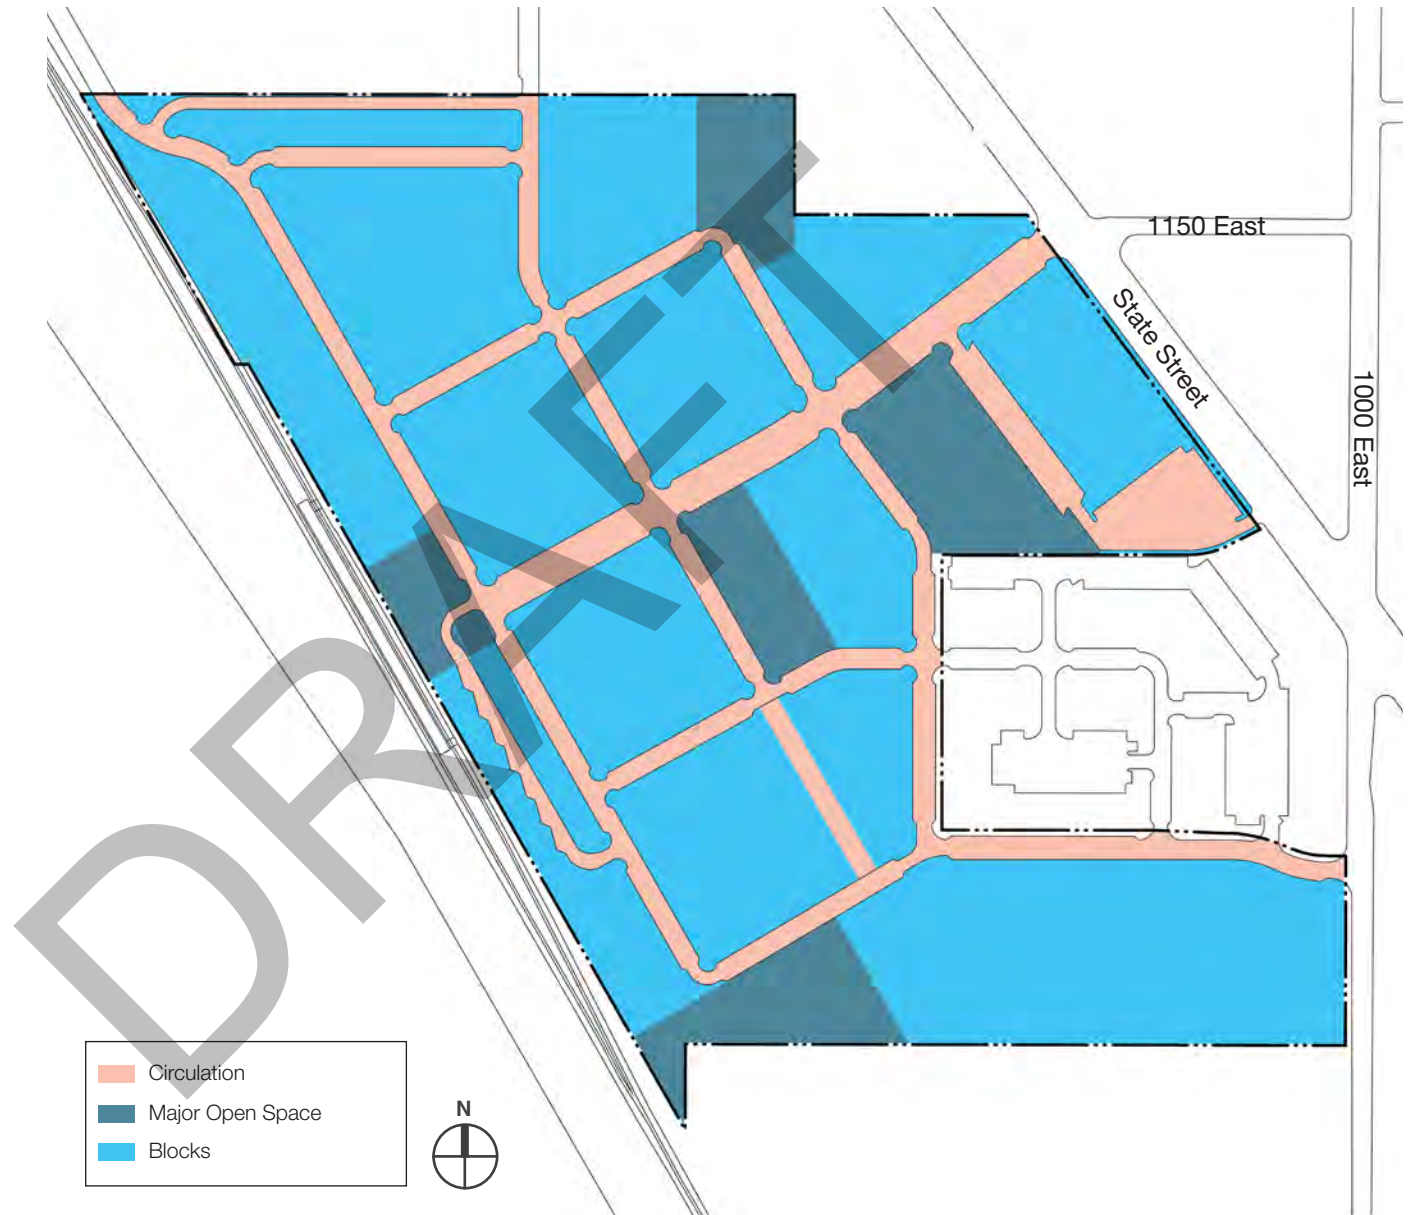 1150 East
State Street
1000 East
DRAFT
Circulation
Major Open Space
Blocks
N